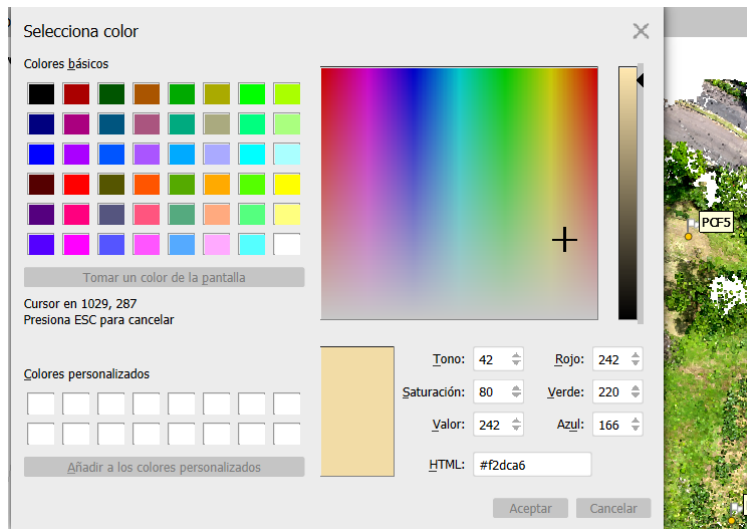 Selecciona color
Colores básicos
Tomar un color de la pantalla
Cursor en 1029, 287
Presiona ESC para cancelar
Colores personalizados
Añadir a los colores personalizados
Tono: 42
Rojo: 242
Saturación: 80
Verde: 220
Valor: 242
Azul: 166
HTML: #f2dca6
Aceptar
Cancelar
PCF5